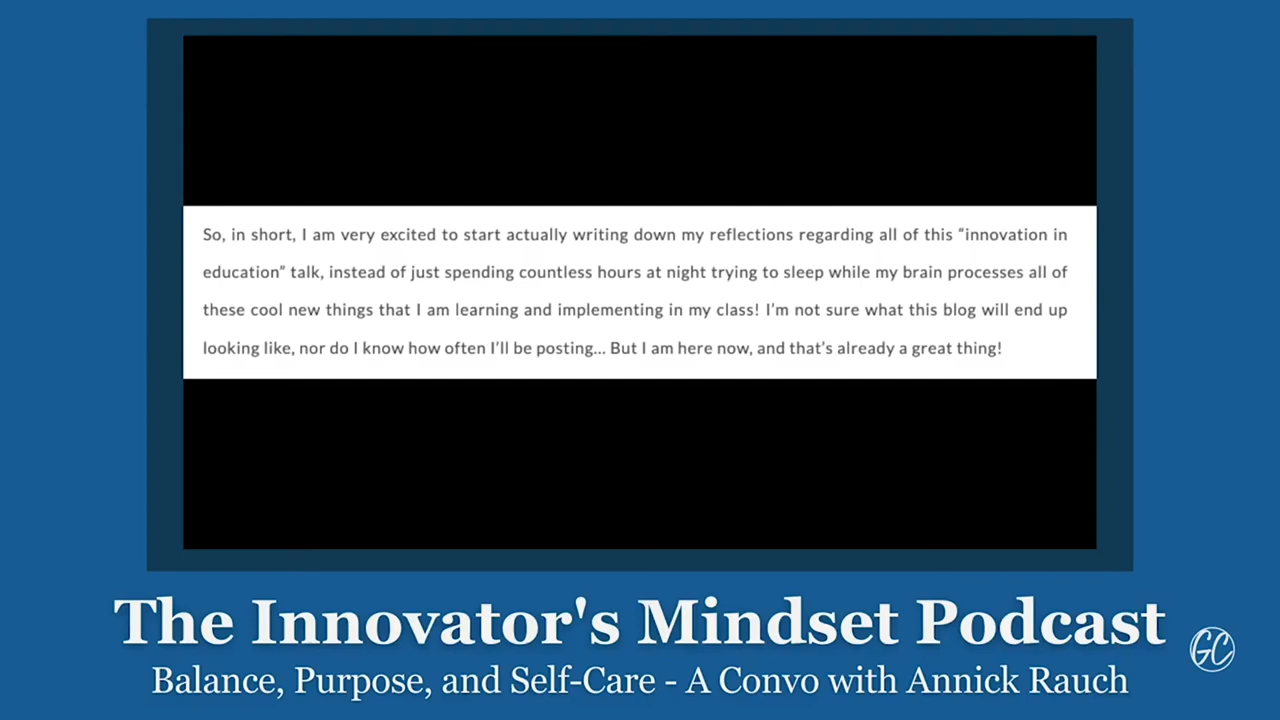 So, in short, I am very excited to start actually writing down my reflections regarding all of this “innovation in
education” talk, instead of just spending countless hours at night trying to sleep while my brain processes all of
these cool new things that I am learning and implementing in my class! I’m not sure what this blog will end up
looking like, nor do I know how often I’ll be posting... But I am here now, and that’s already a great thing!
The Innovator's Mindset Podcast
GC
Balance, Purpose, and Self-Care - A Convo with Annick Rauch